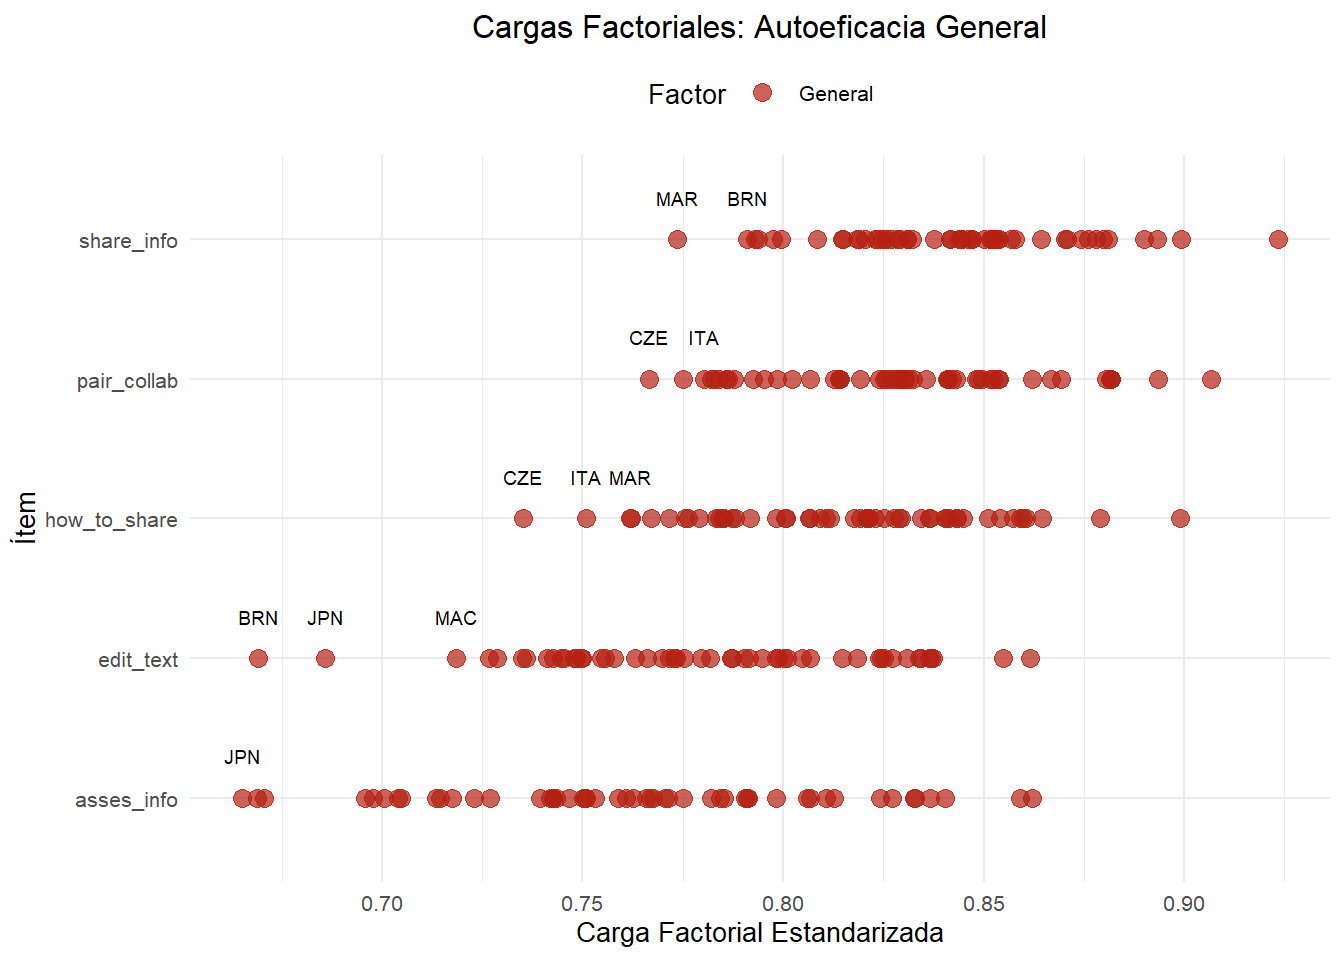 Cargas Factoriales: Autoeficacia General
Factor General
MAR BRN
share_info
CZE ITA
pair_collab
CZE ITA MAR
how_to_share
BRN JPN MAC
edit_text
JPN
asses_info
Ítem
0.70 0.75 0.80 0.85 0.90
Carga Factorial Estandarizada